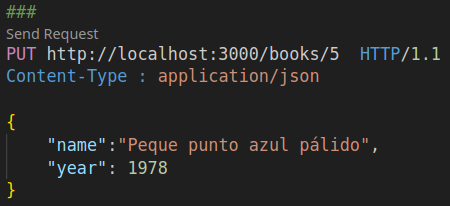 ###
Send Request
PUT http://localhost:3000/books/5  HTTP/1.1
Content-Type : application/json
{
"name":"Peque punto azul pálido",
"year": 1978
}